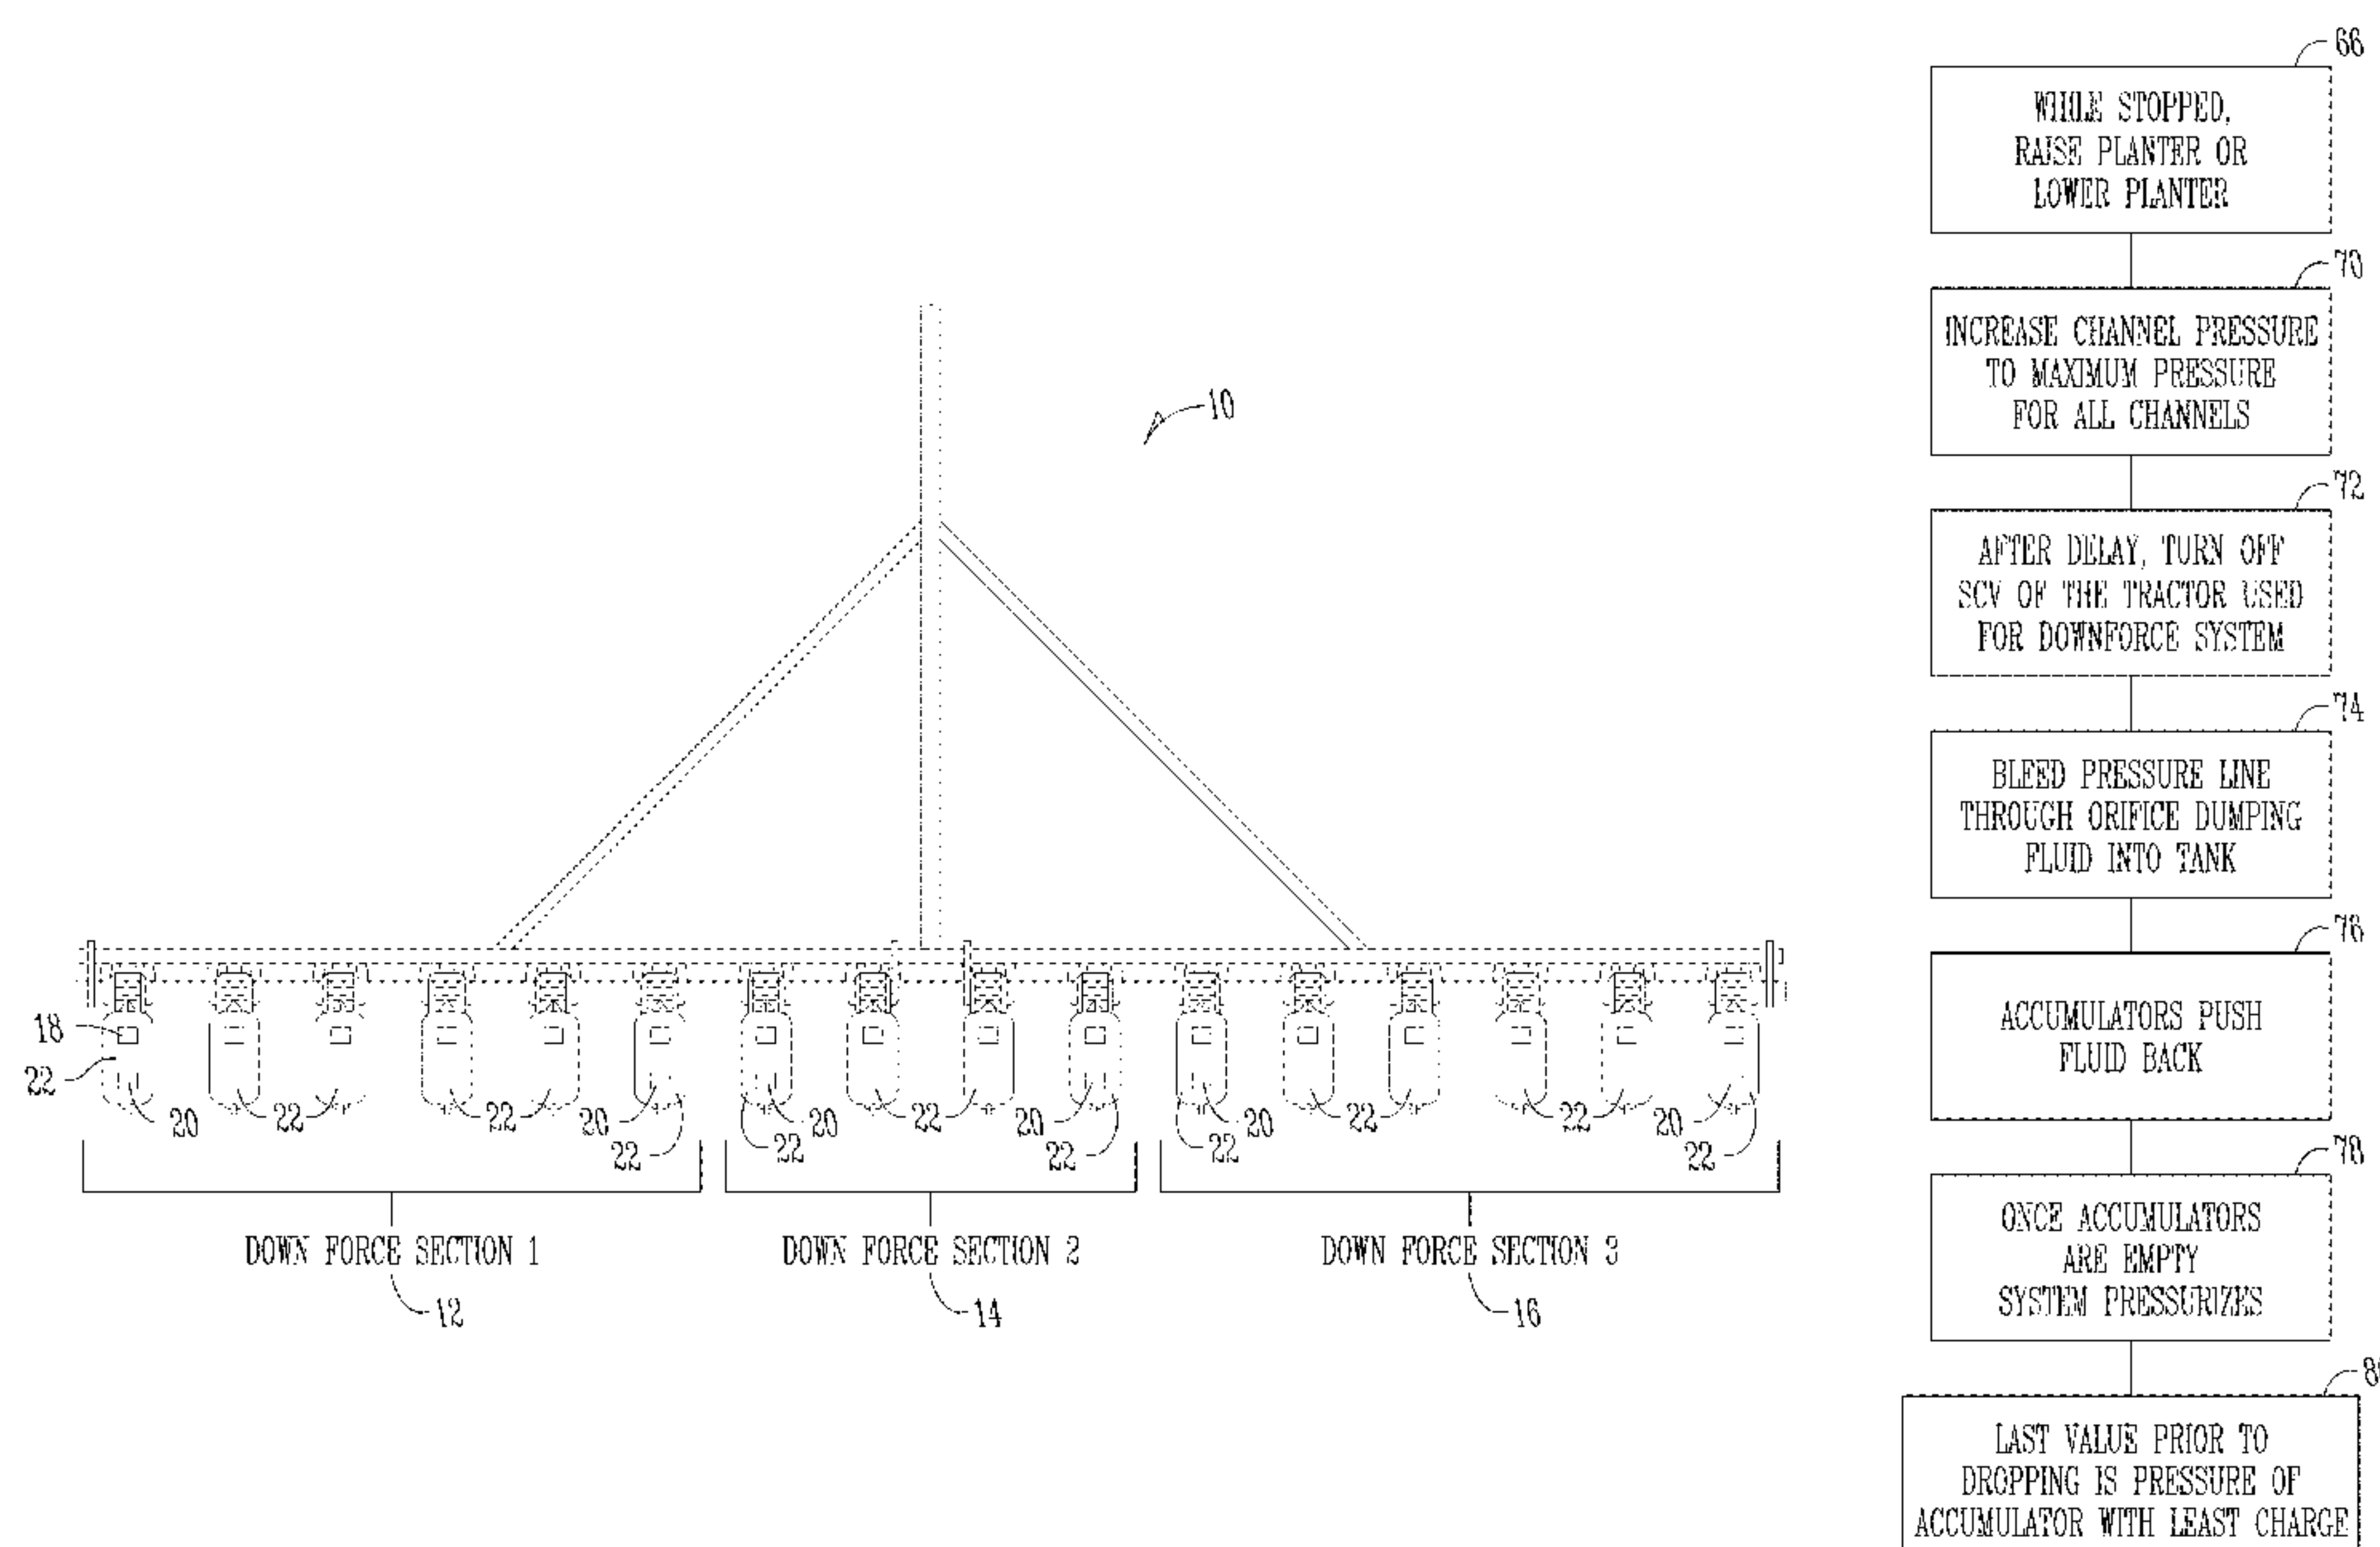 10
18
22
20
22
22
20
22
22
20
22
20
22
22
20
22
22
20
22
DOWN FORCE SECTION 1
DOWN FORCE SECTION 2
DOWN FORCE SECTION 3
12
14
16
66
WHILE STOPPED,
RAISE PLANTER OR
LOWER PLANTER
70
INCREASE CHANNEL PRESSURE
TO MAXIMUM PRESSURE
FOR ALL CHANNELS
72
AFTER DELAY, TURN OFF
SCV OF THE TRACTOR USED
FOR DOWNFORCE SYSTEM
74
BLEED PRESSURE LINE
THROUGH ORIFICE DUMPING
FLUID INTO TANK
76
ACCUMULATORS PUSH
FLUID BACK
78
ONCE ACCUMULATORS
ARE EMPTY
SYSTEM PRESSURIZES
LAST VALUE PRIOR TO
DROPPING IS PRESSURE OF
ACCUMULATOR WITH LEAST CHARGE